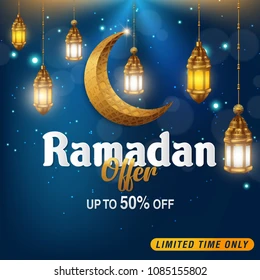 Ramadan
Offer
UP TO 50% OFF
LIMITED TIME ONLY
shutterstock.com · 1085155802